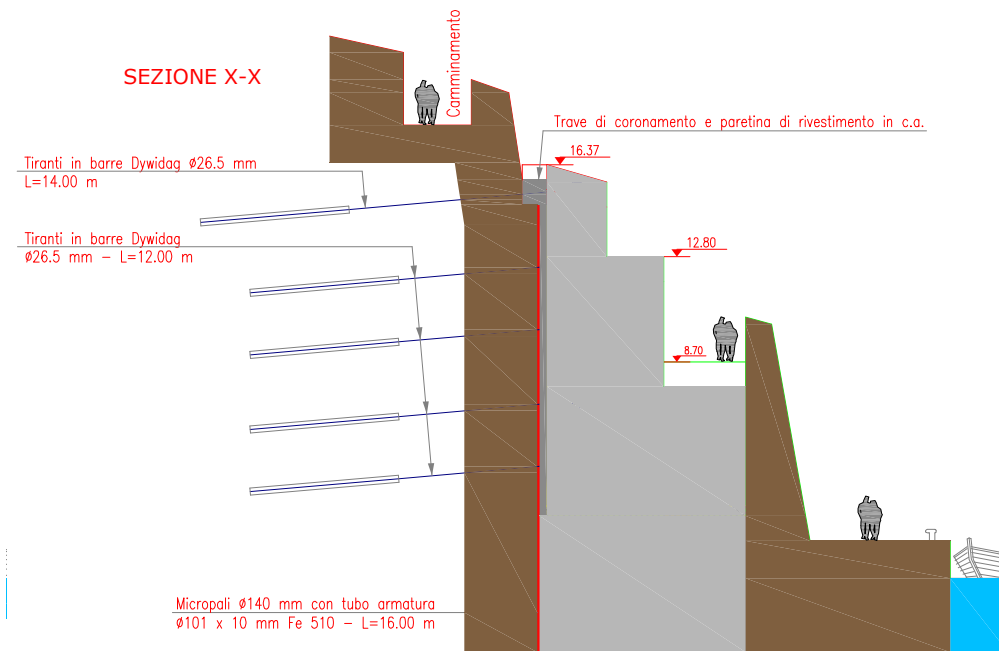 SEZIONE X-X
Camminamento
Trave di coronamento e paretina di rivestimento in c.a.
16.37
Tiranti in barre Dywidag Ø26.5 mm
L=14.00 m
Tiranti in barre Dywidag
Ø26.5 mm - L=12.00 m
12.80
8.70
Micropali Ø140 mm con tubo armatura
Ø101 x 10 mm Fe 510 - L=16.00 m